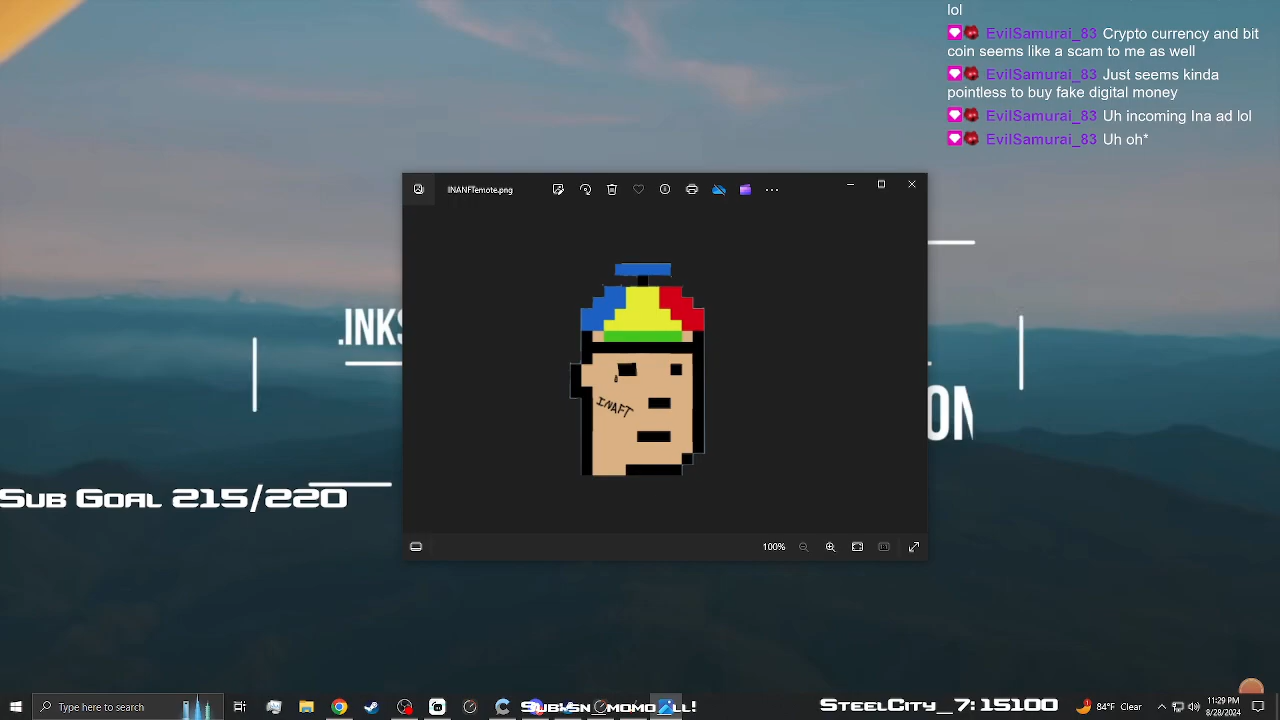 lol
EvilSamurai_83 Crypto currency and bit
coin seems like a scam to me as well
EvilSamurai_83 Just seems kinda
pointless to buy fake digital money
EvilSamurai_83 Uh incoming Ina ad lol
EvilSamurai_83 Uh oh*
INANFTemote.png
.INKS
ON
INAFT
Sub Goal 215/220
100%
Type here to search
SteelCity_7: 15100
Clear
11:29 PM
8/28/2024